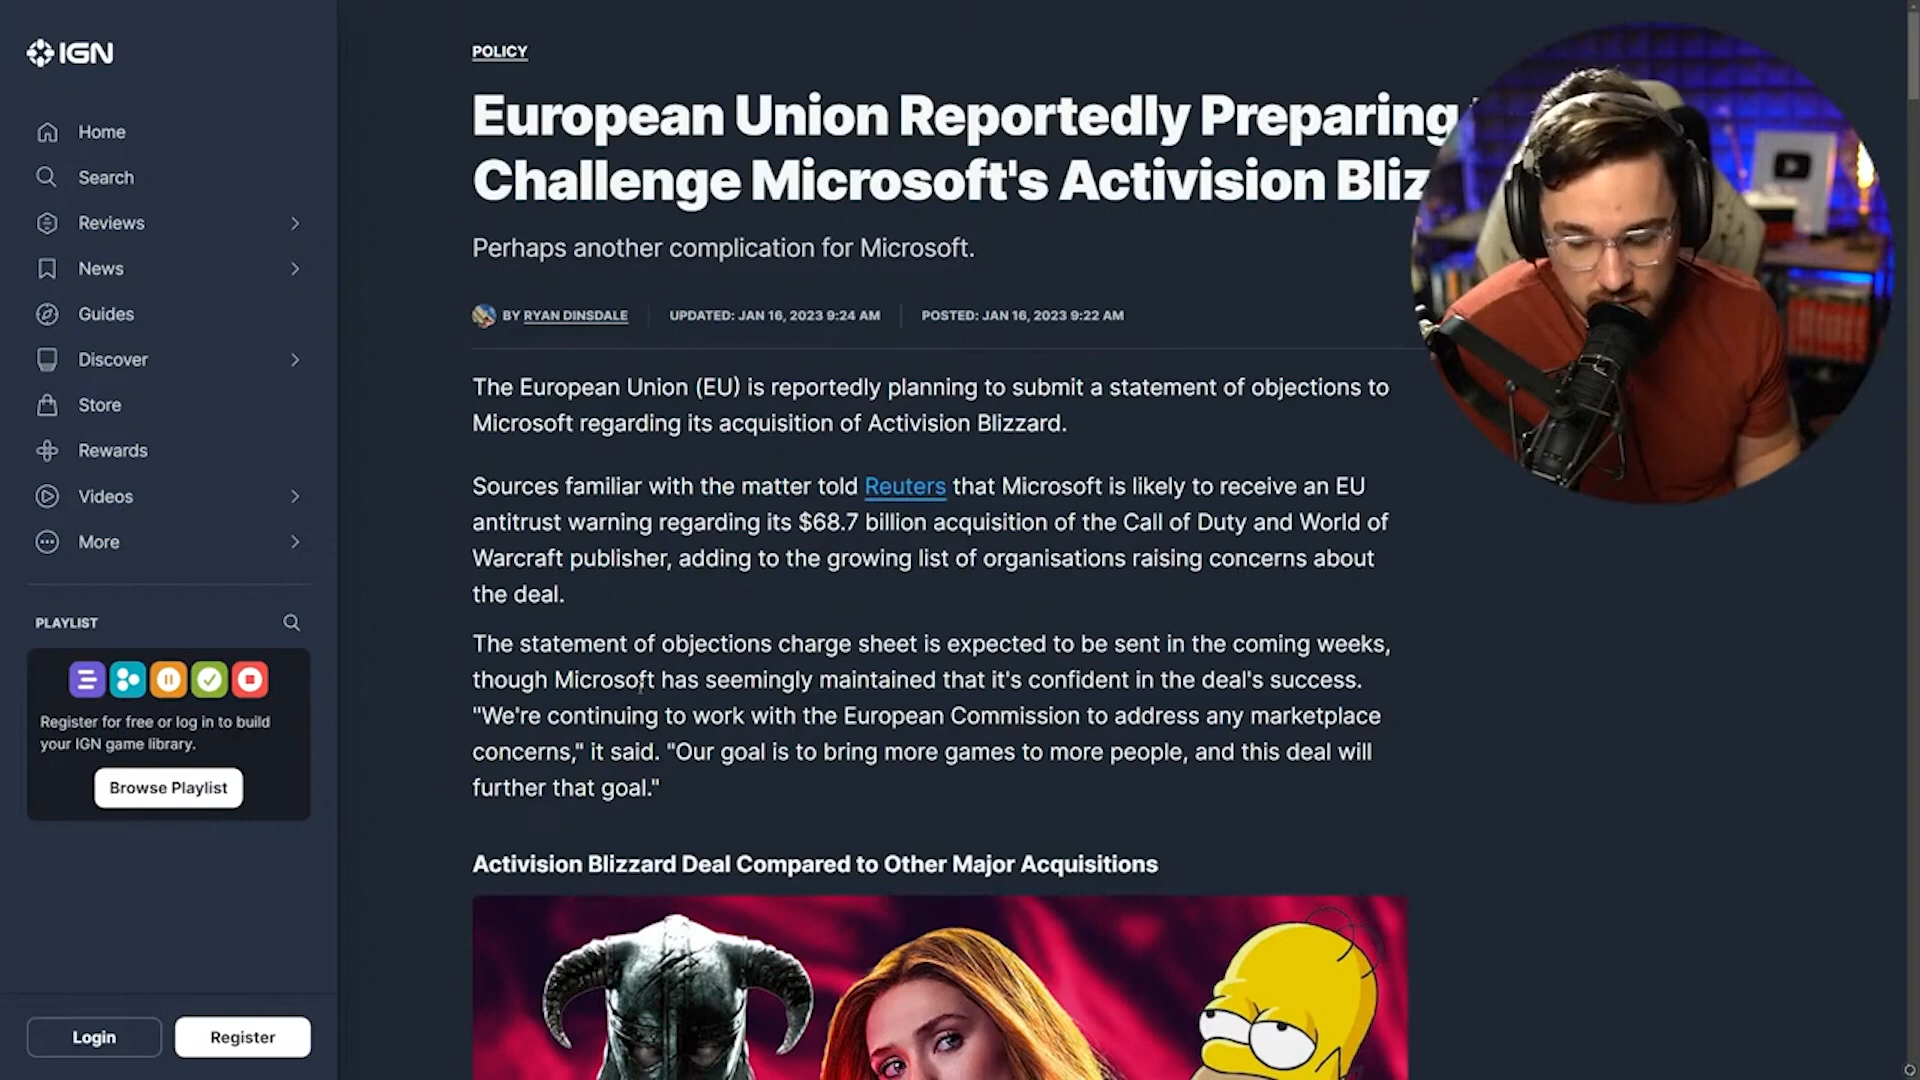 IGN
Home
Search
Reviews
News
Guides
Discover
Store
Rewards
Videos
More
PLAYLIST
Register for free or log in to build
your IGN game library.
Browse Playlist
Login
Register
POLICY
European Union Reportedly Preparing
Challenge Microsoft's Activision Bliz
Perhaps another complication for Microsoft.
BY RYAN DINSDALE
UPDATED: JAN 16, 2023 9:24 AM
POSTED: JAN 16, 2023 9:22 AM
The European Union (EU) is reportedly planning to submit a statement of objections to
Microsoft regarding its acquisition of Activision Blizzard.
Sources familiar with the matter told Reuters that Microsoft is likely to receive an EU
antitrust warning regarding its $68.7 billion acquisition of the Call of Duty and World of
Warcraft publisher, adding to the growing list of organisations raising concerns about
the deal.
The statement of objections charge sheet is expected to be sent in the coming weeks,
though Microsoft has seemingly maintained that it's confident in the deal's success.
"We're continuing to work with the European Commission to address any marketplace
concerns," it said. "Our goal is to bring more games to more people, and this deal will
further that goal."
Activision Blizzard Deal Compared to Other Major Acquisitions